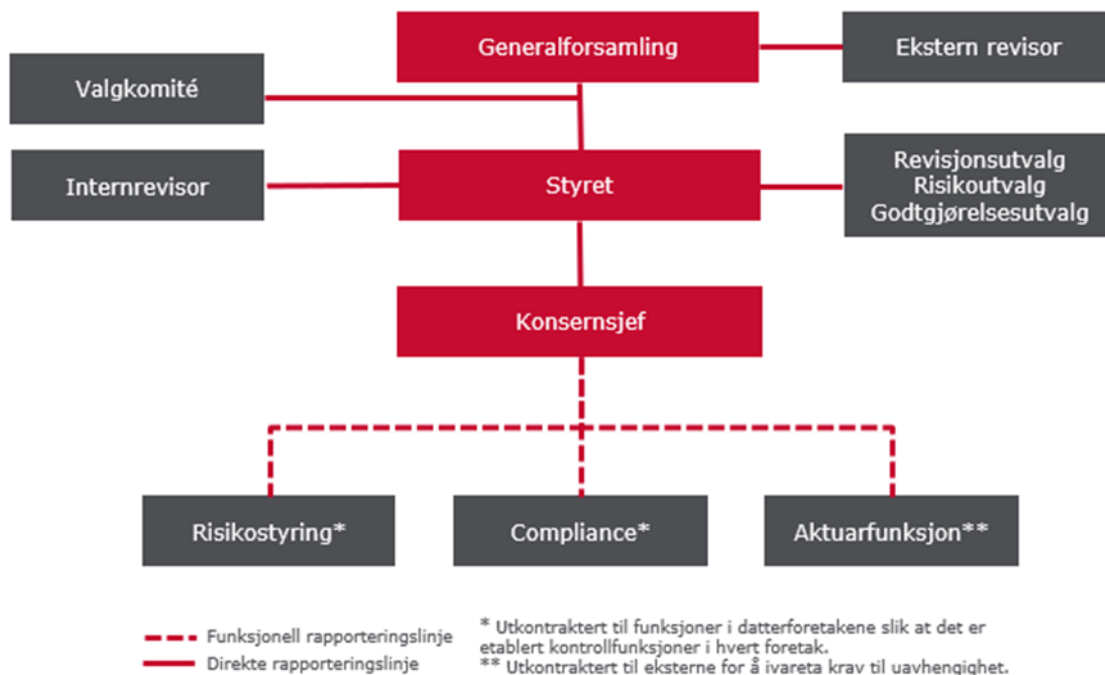 Generalforsamling
Ekstern revisor
Valgkomité
Internrevisor
Styret
Revisjonsutvalg
Risikoutvalg
Godtgjørelsesutvalg
Konsernsjef
Risikostyring*
Compliance*
Aktuarfunksjon**
Funksjonell rapporteringslinje
Direkte rapporteringslinje
* Utkontraktert til funksjoner i datterforetakene slik at det er
etablert kontrollfunksjoner i hvert foretak.
** Utkontraktert til eksterne for å ivareta krav til uavhengighet.